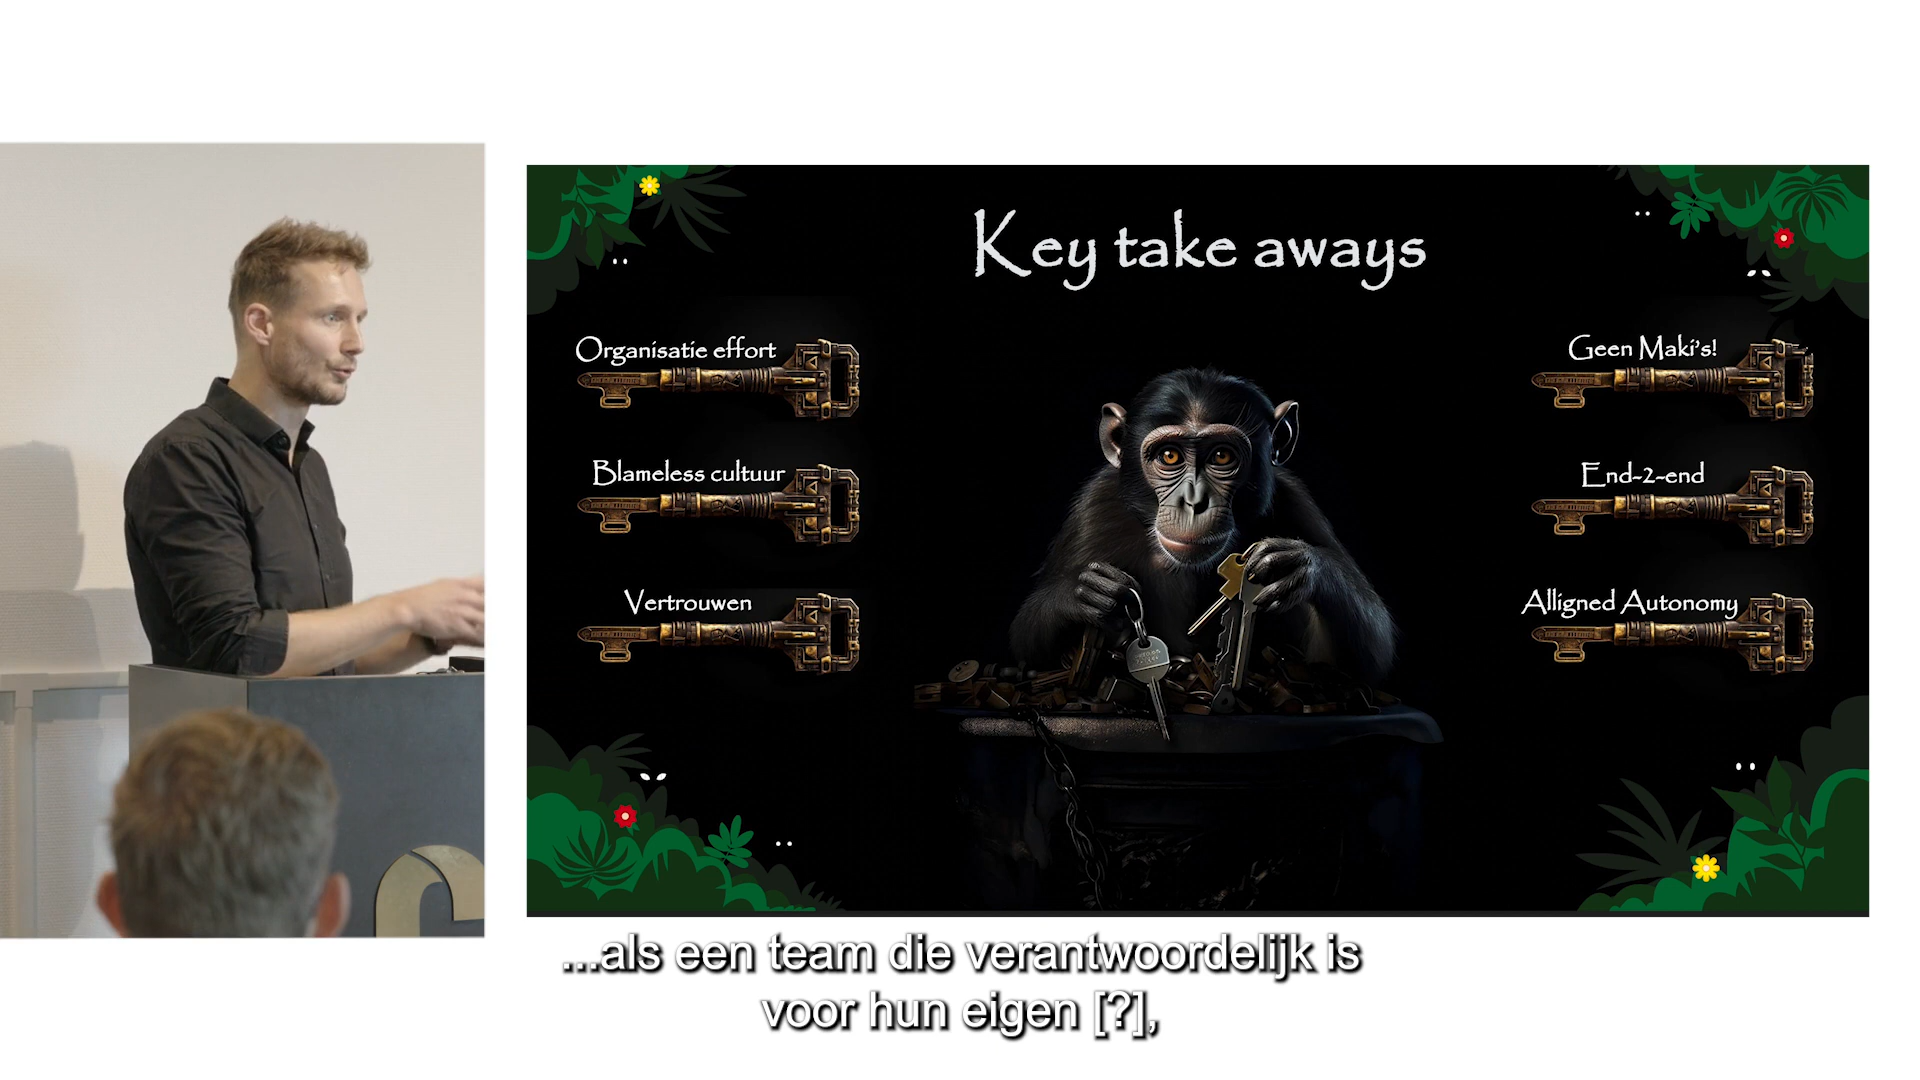 Key take aways
Organisatie effort
Blameless cultuur
Vertrouwen
Geen Maki's!
End-2-end
Alligned Autonomy
...als een team die verantwoordelijk is
voor hun eigen [?],